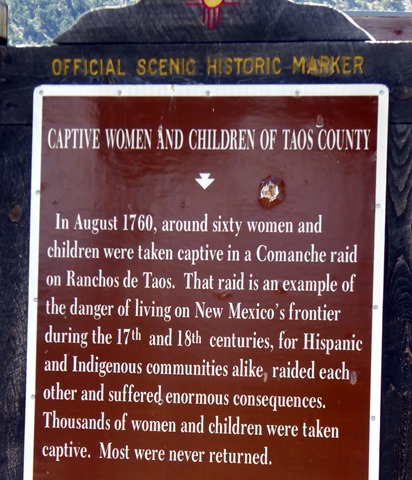 OFFICIAL SCENIC HISTORIC MARKER
CAPTIVE WOMEN AND CHILDREN OF TAOS COUNTY
In August 1760, around sixty women and
children were taken captive in a Comanche raid
on Ranchos de Taos. That raid is an example of
the danger of living on New Mexico's frontier
during the 17th and 18th centuries, for Hispanic
and Indigenous communities alike, raided each
other and suffered enormous consequences.
Thousands of women and children were taken
captive. Most were never returned.